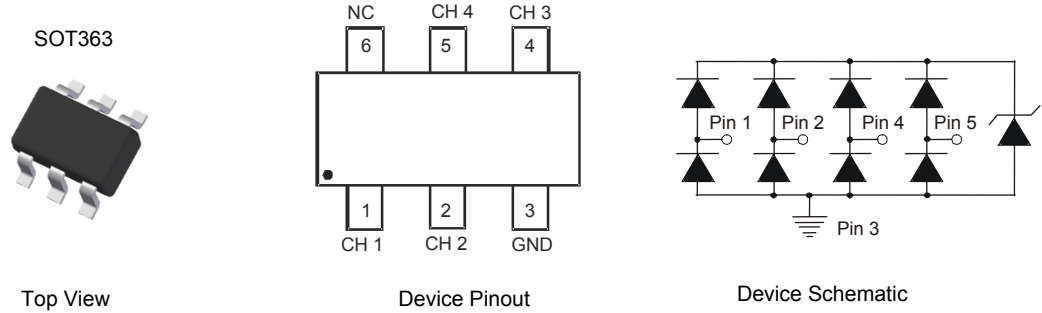 SOT363
NC CH 4 CH 3
6 5 4
1 2 3
CH 1 CH 2 GND
Pin 1 Pin 2 Pin 4 Pin 5
Pin 3
Top View
Device Pinout
Device Schematic